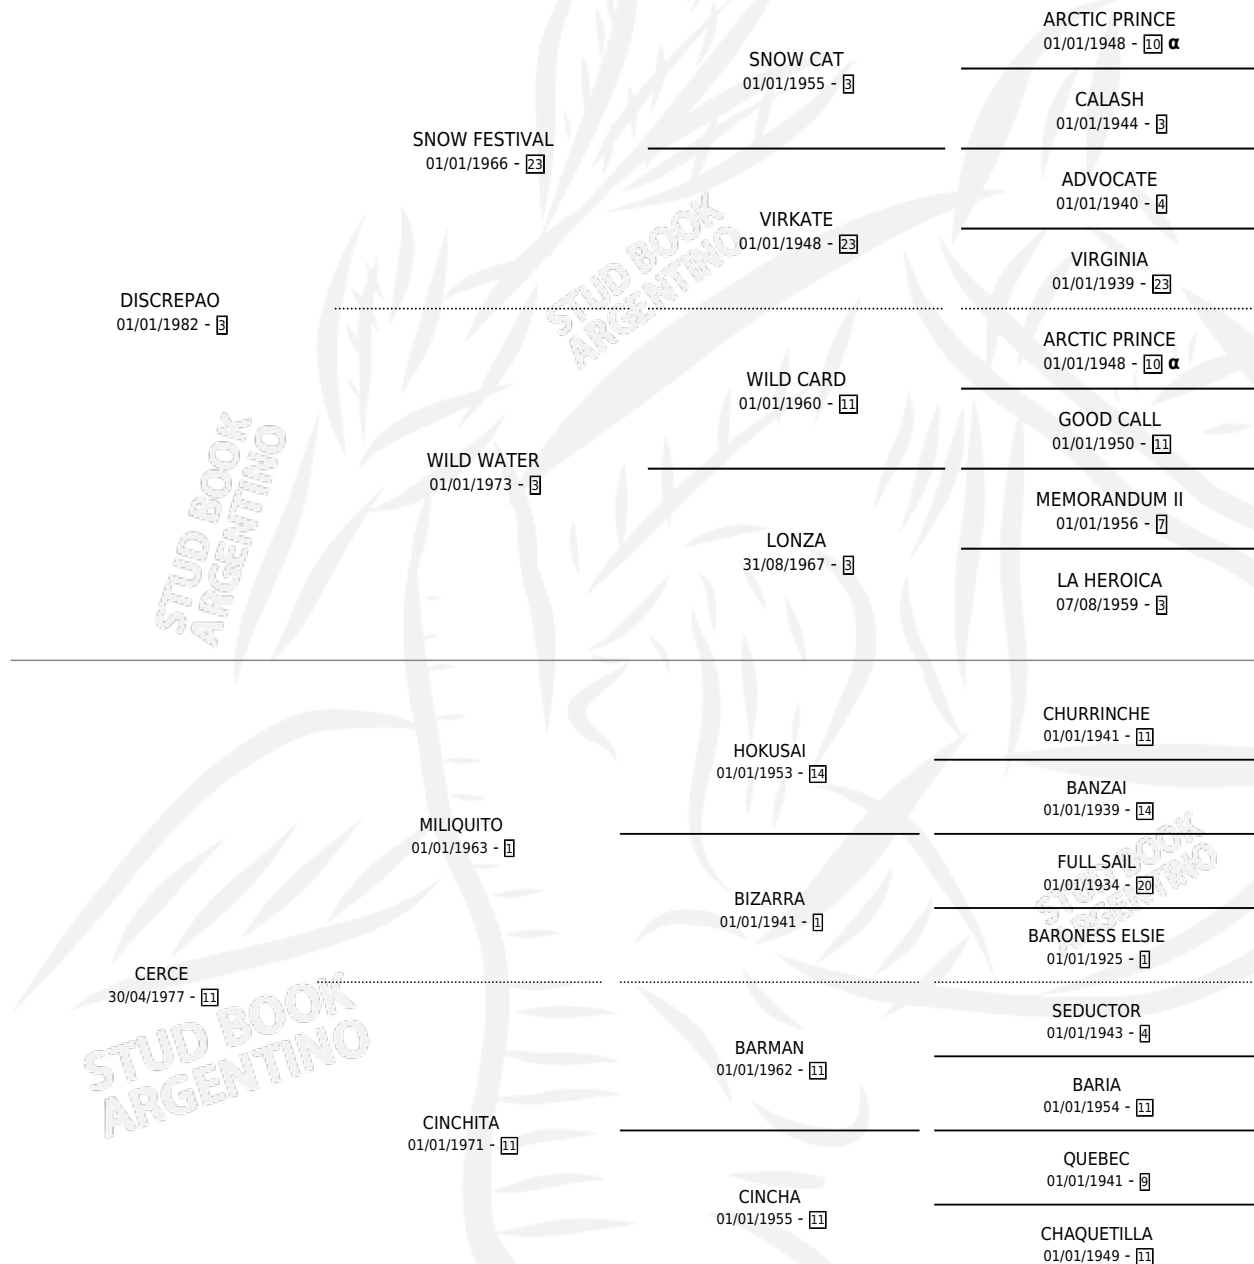 ARCTIC PRINCE
01/01/1948 - 10 α
SNOW CAT
01/01/1955 - 3
CALASH
01/01/1944 - 3
SNOW FESTIVAL
01/01/1966 - 23
ADVOCATE
01/01/1940 - 4
VIRKATE
01/01/1948 - 23
VIRGINIA
01/01/1939 - 23
DISCREPAO
01/01/1982 - 3
STUD BOOK
ARGENTINO
ARCTIC PRINCE
01/01/1948 - 10 α
WILD CARD
01/01/1960 - 11
GOOD CALL
01/01/1950 - 11
WILD WATER
01/01/1973 - 3
MEMORANDUM II
01/01/1956 - 7
LONZA
31/08/1967 - 3
LA HEROICA
07/08/1959 - 3
STUD BOOK
ARGENTINO
CHURRINCHE
01/01/1941 - 11
HOKUSAI
01/01/1953 - 14
BANZAI
01/01/1939 - 14
MILIQUITO
01/01/1963 - 1
FULL SAIL
01/01/1934 - 20
BIZARRA
01/01/1941 - 1
BARONESS ELSIE
01/01/1925 - 1
STUD BOOK
ARGENTINO
CERCE
30/04/1977 - 11
STUD BOOK
ARGENTINO
SEDUCTOR
01/01/1943 - 4
BARMAN
01/01/1962 - 11
BARIA
01/01/1954 - 11
CINCHITA
01/01/1971 - 11
QUEBEC
01/01/1941 - 9
CINCHA
01/01/1955 - 11
CHAQUETILLA
01/01/1949 - 11